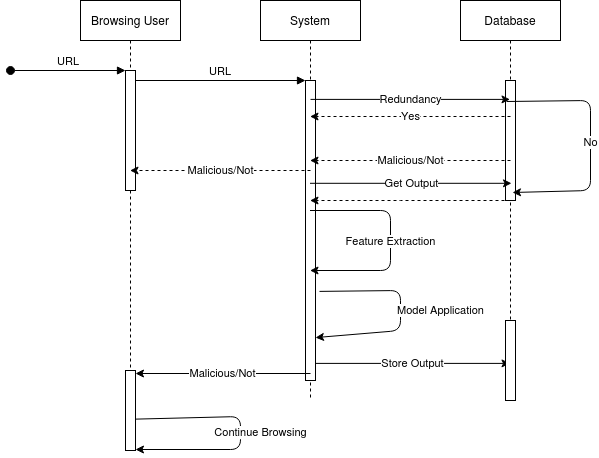 Browsing User
System
Database
URL
URL
Redundancy
Yes
No
Malicious/Not
Malicious/Not
Get Output
Feature Extraction
Model Application
Store Output
Malicious/Not
Continue Browsing